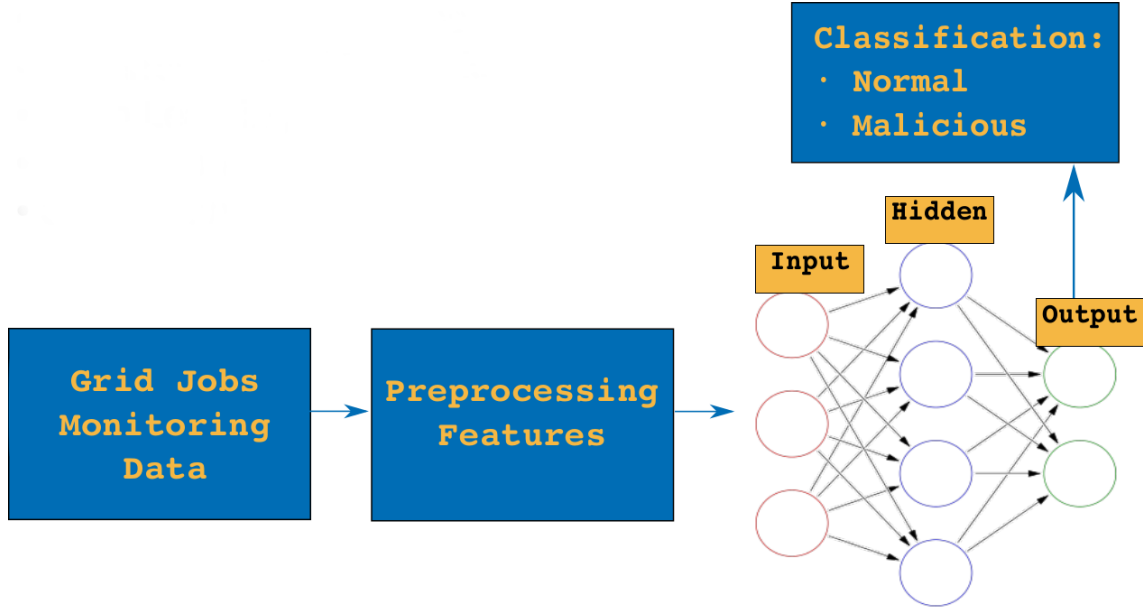 Classification:
· Normal
· Malicious
Hidden
Input
Output
Grid Jobs
Monitoring
Data
Preprocessing
Features